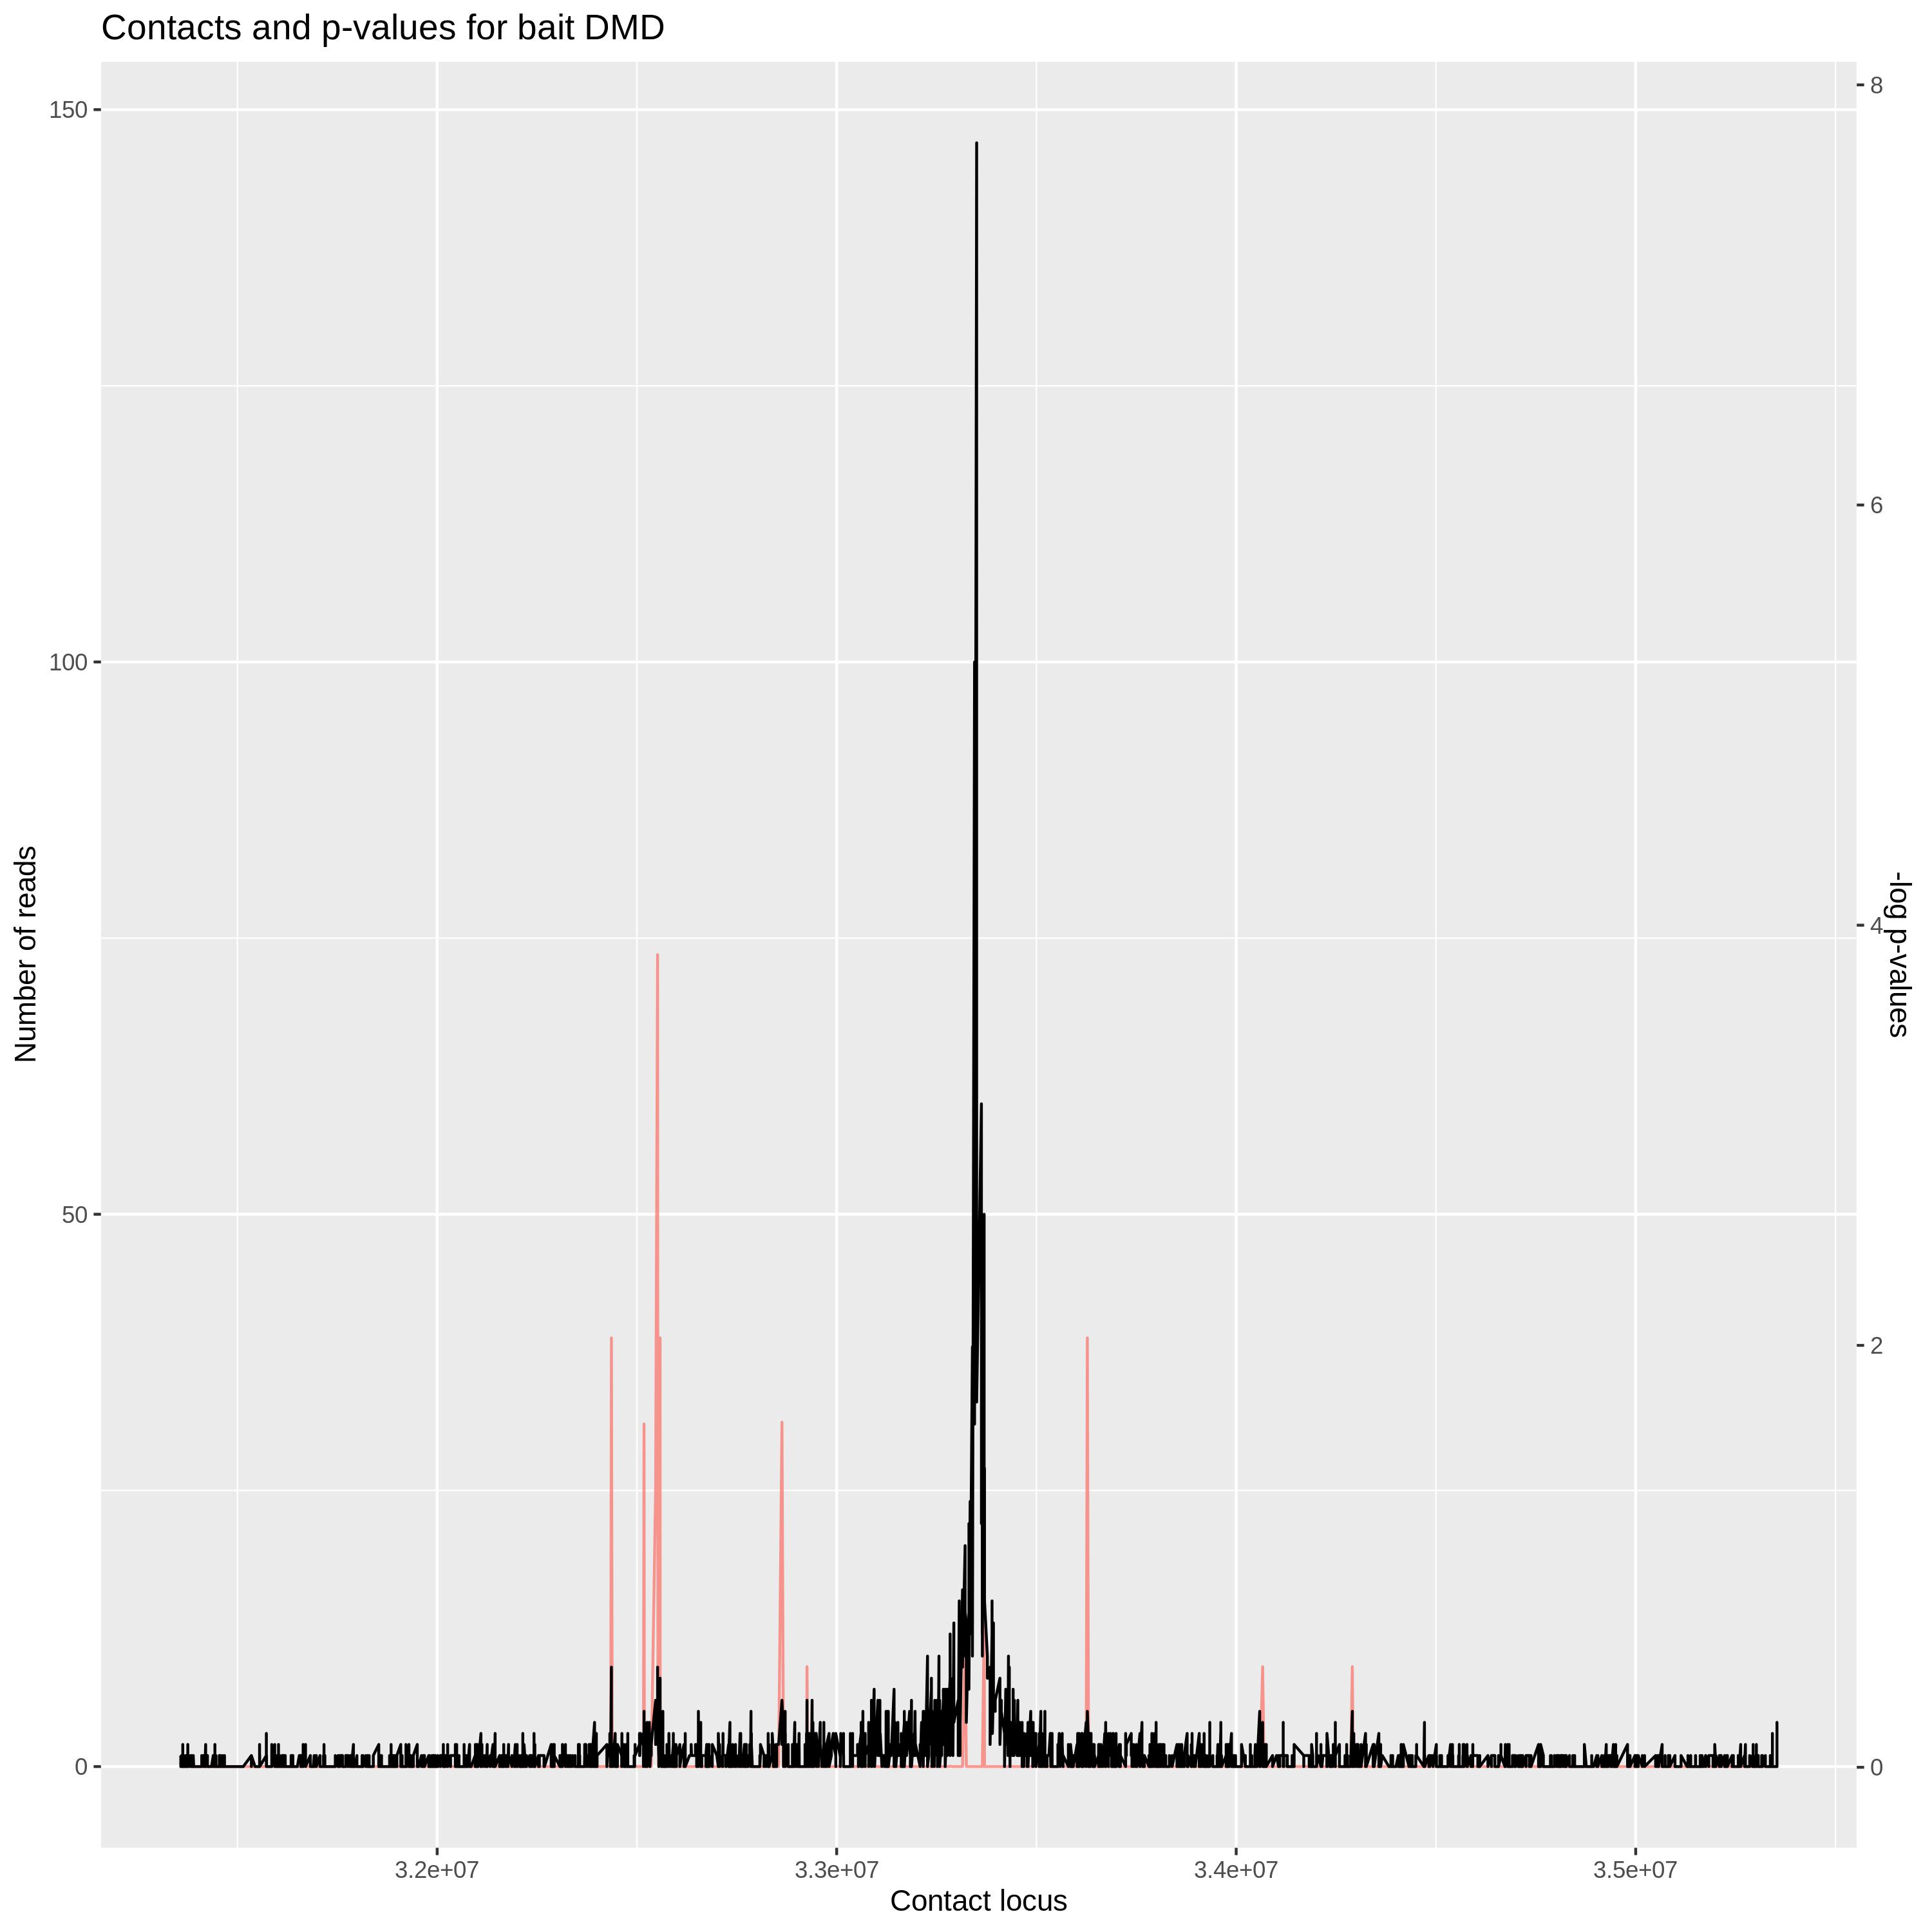 Contacts and p-values for bait DMD
150
100
50
0
Number of reads
8
6
4
2
0
-log p-values
3.2e+07
3.3e+07
3.4e+07
3.5e+07
Contact locus